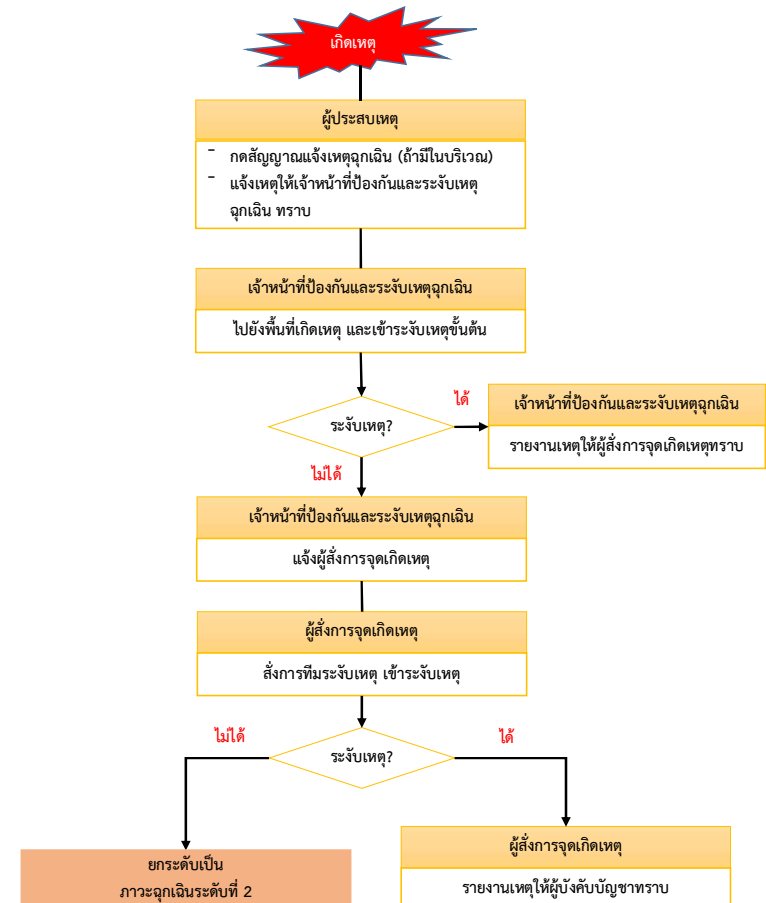 เกิดเหตุ
ผู้ประสบเหตุ
- กดสัญญาณแจ้งเหตุฉุกเฉิน (ถ้ามีในบริเวณ)
- แจ้งเหตุให้เจ้าหน้าที่ป้องกันและระงับเหตุ
ฉุกเฉิน ทราบ
เจ้าหน้าที่ป้องกันและระงับเหตุฉุกเฉิน
ไปยังพื้นที่เกิดเหตุ และเข้าระงับเหตุขั้นต้น
ระงับเหตุ?
ได้
เจ้าหน้าที่ป้องกันและระงับเหตุฉุกเฉิน
รายงานเหตุให้ผู้สั่งการจุดเกิดเหตุทราบ
ไม่ได้
เจ้าหน้าที่ป้องกันและระงับเหตุฉุกเฉิน
แจ้งผู้สั่งการจุดเกิดเหตุ
ผู้สั่งการจุดเกิดเหตุ
สั่งการทีมระงับเหตุ เข้าระงับเหตุ
ระงับเหตุ?
ไม่ได้
ได้
ยกระดับเป็น
ภาวะฉุกเฉินระดับที่ 2
ผู้สั่งการจุดเกิดเหตุ
รายงานเหตุให้ผู้บังคับบัญชาทราบ